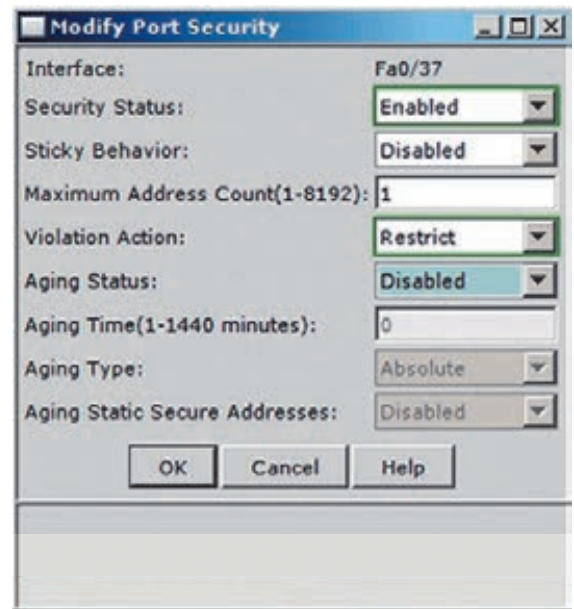 Modify Port Security
Interface: Fa0/37
Security Status: Enabled
Sticky Behavior: Disabled
Maximum Address Count(1-8192): 1
Violation Action: Restrict
Aging Status: Disabled
Aging Time(1-1440 minutes): 0
Aging Type: Absolute
Aging Static Secure Addresses: Disabled
OK Cancel Help